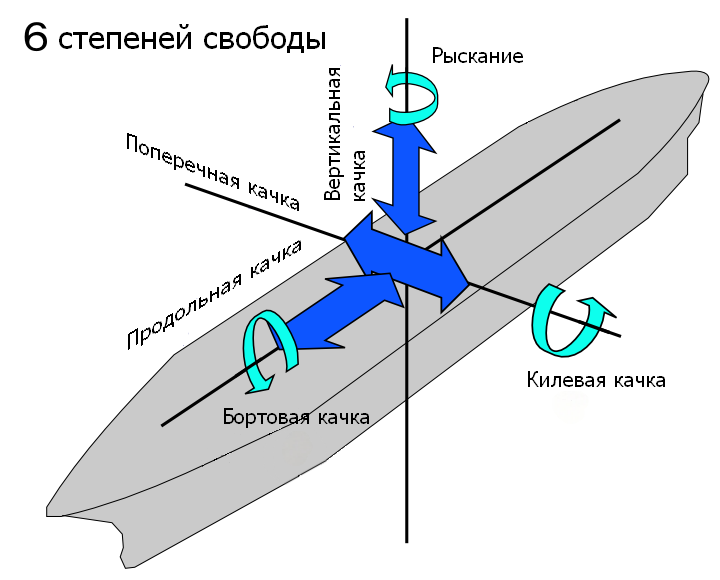 6 степеней свободы
Рыскание
Вертикальная
качка
Поперечная качка
Продольная качка
Килевая качка
Бортовая качка